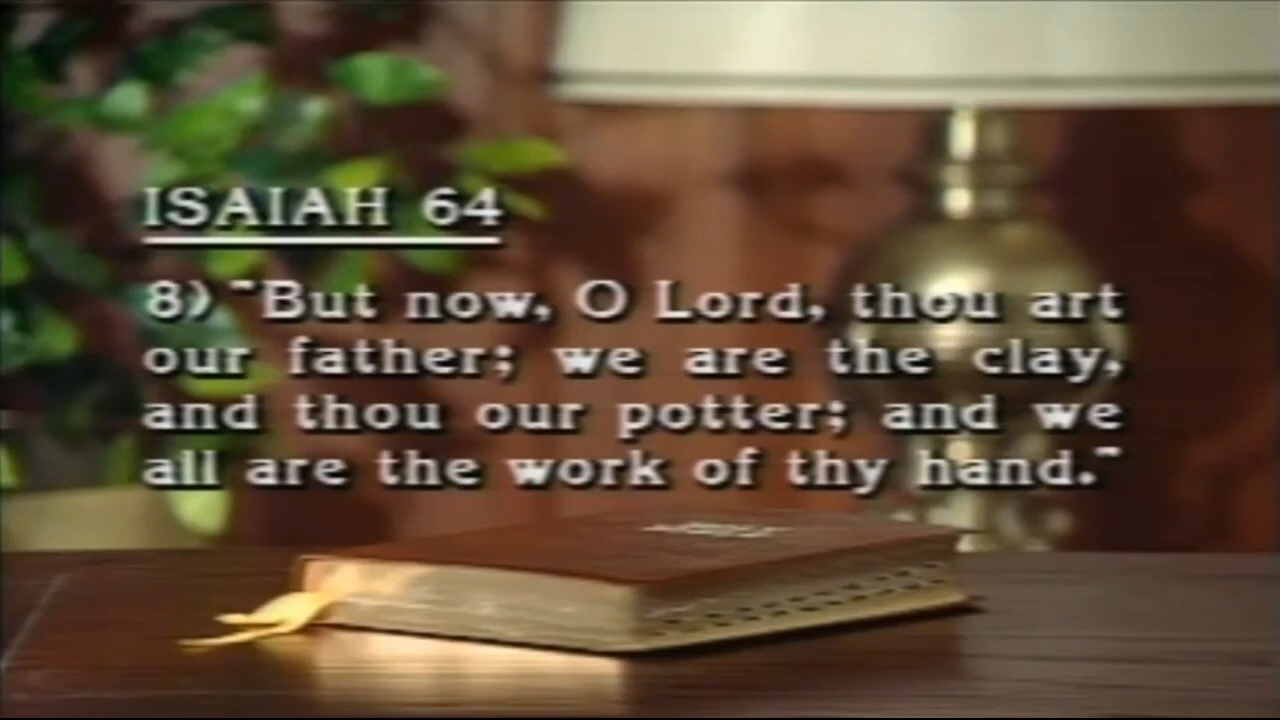 ISAIAH 64
8) "But now, O Lord, thou art
our father; we are the clay,
and thou our potter; and we
all are the work of thy hand."